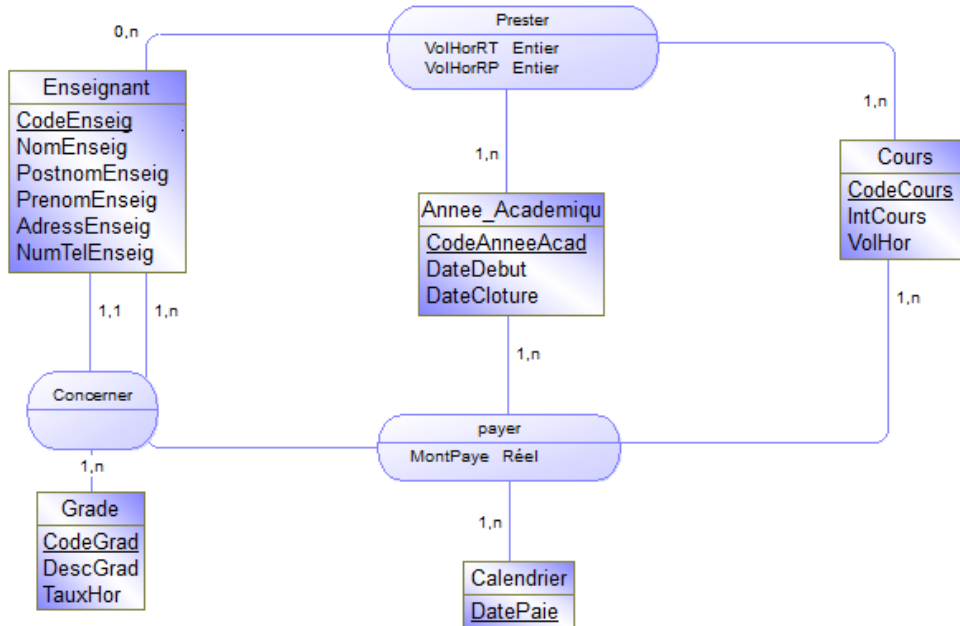 Prester
VolHorRT Entier
VolHorRP Entier
0,n
1,n
1,n
Enseignant
CodeEnseig
NomEnseig
PostnomEnseig
PrenomEnseig
AdressEnseig
NumTelEnseig
Annee_Academiqu
CodeAnneeAcad
DateDebut
DateCloture
Cours
CodeCours
IntCours
VolHor
1,1
1,n
1,n
1,n
Concerner
payer
MontPaye Réel
1,n
1,n
Grade
CodeGrad
DescGrad
TauxHor
Calendrier
DatePaie